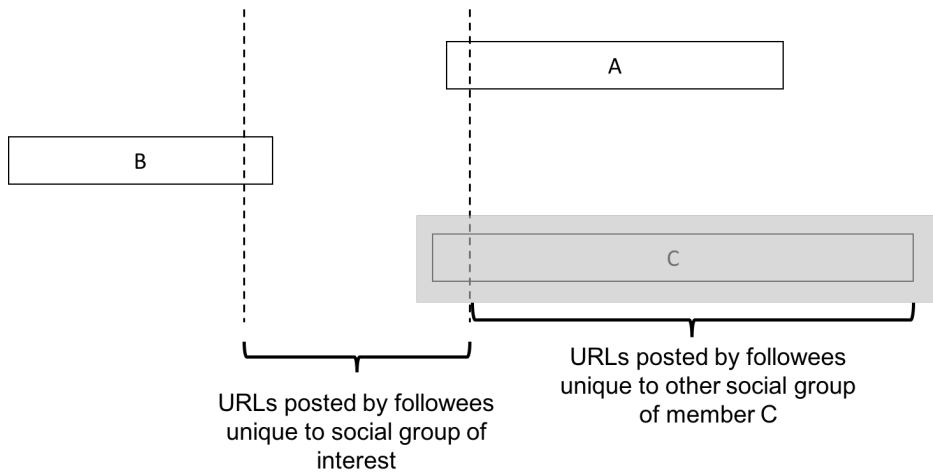 A
B
C
URLs posted by followees
unique to other social group
of member C
URLs posted by followees
unique to social group of
interest